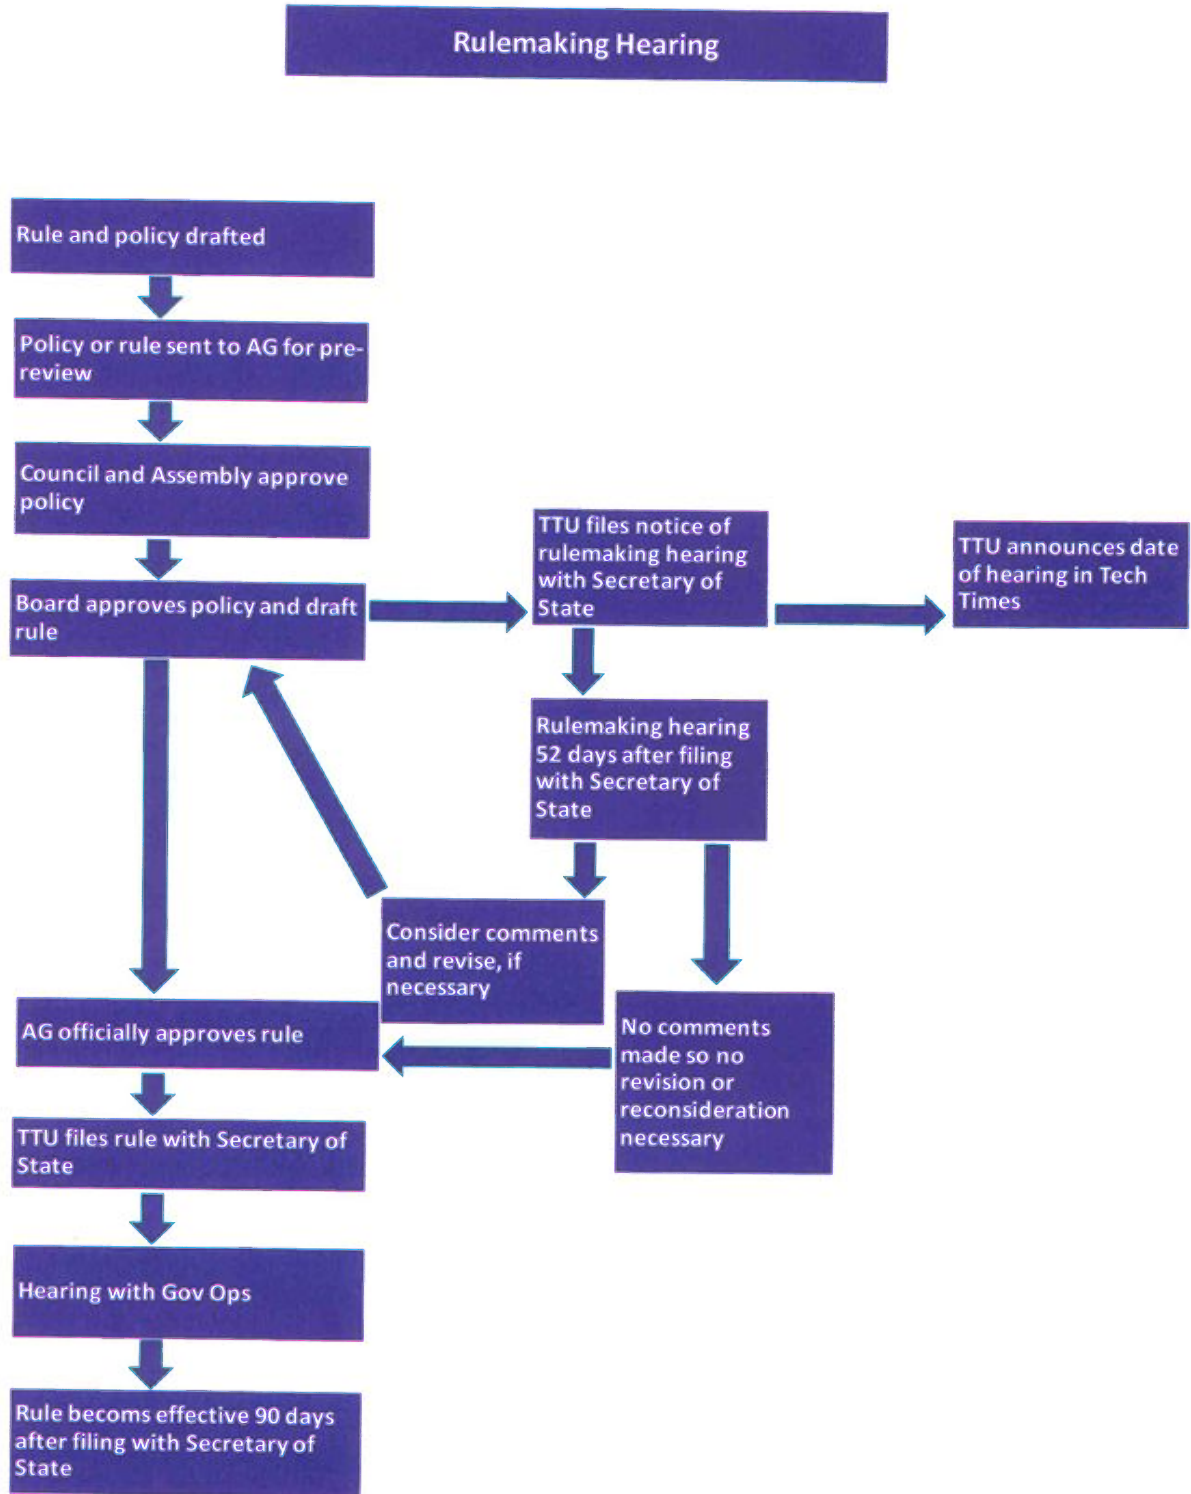 Rulemaking Hearing
Rule and policy drafted
Policy or rule sent to AG for pre-
review
Council and Assembly approve
policy
Board approves policy and draft
rule
TTU files notice of
rulemaking hearing
with Secretary of
State
TTU announces date
of hearing in Tech
Times
Rulemaking hearing
52 days after filing
with Secretary of
State
Consider comments
and revise, if
necessary
No comments
made so no
revision or
reconsideration
necessary
AG officially approves rule
TTU files rule with Secretary of
State
Hearing with Gov Ops
Rule becoms effective 90 days
after filing with Secretary of
State